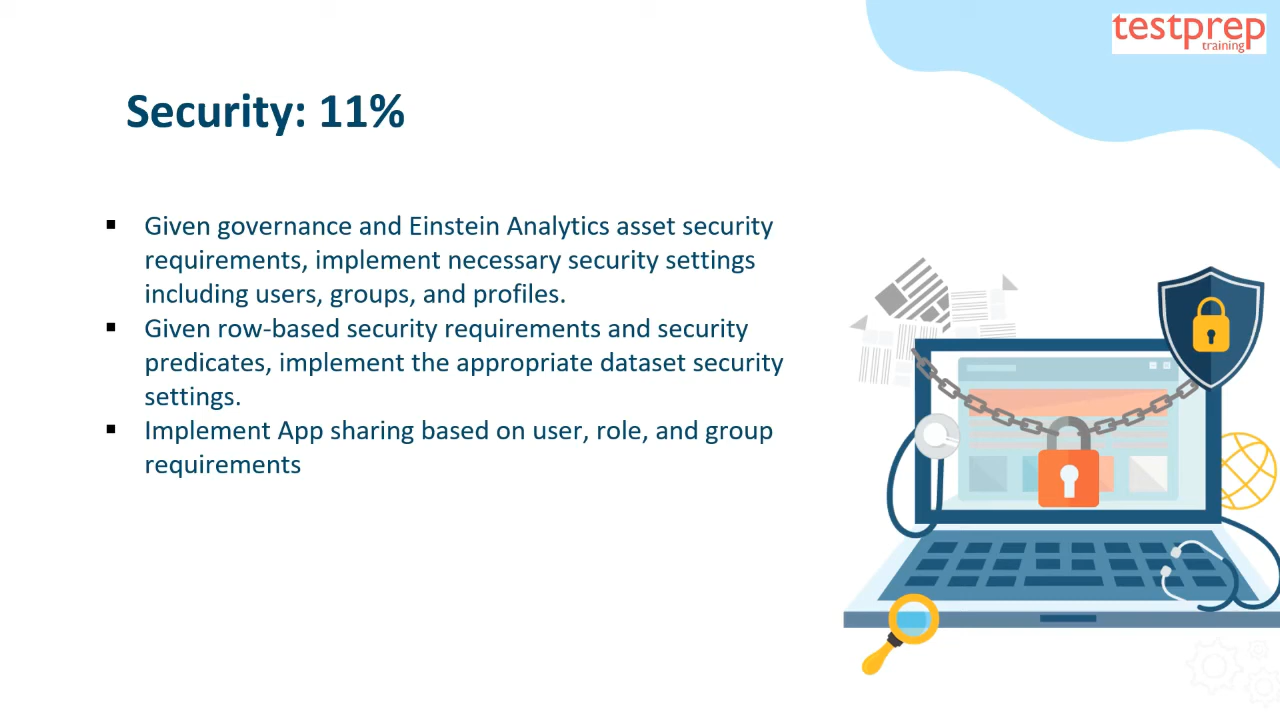 testprep
training
Security: 11%
▪ Given governance and Einstein Analytics asset security
requirements, implement necessary security settings
including users, groups, and profiles.
▪ Given row-based security requirements and security
predicates, implement the appropriate dataset security
settings.
▪ Implement App sharing based on user, role, and group
requirements